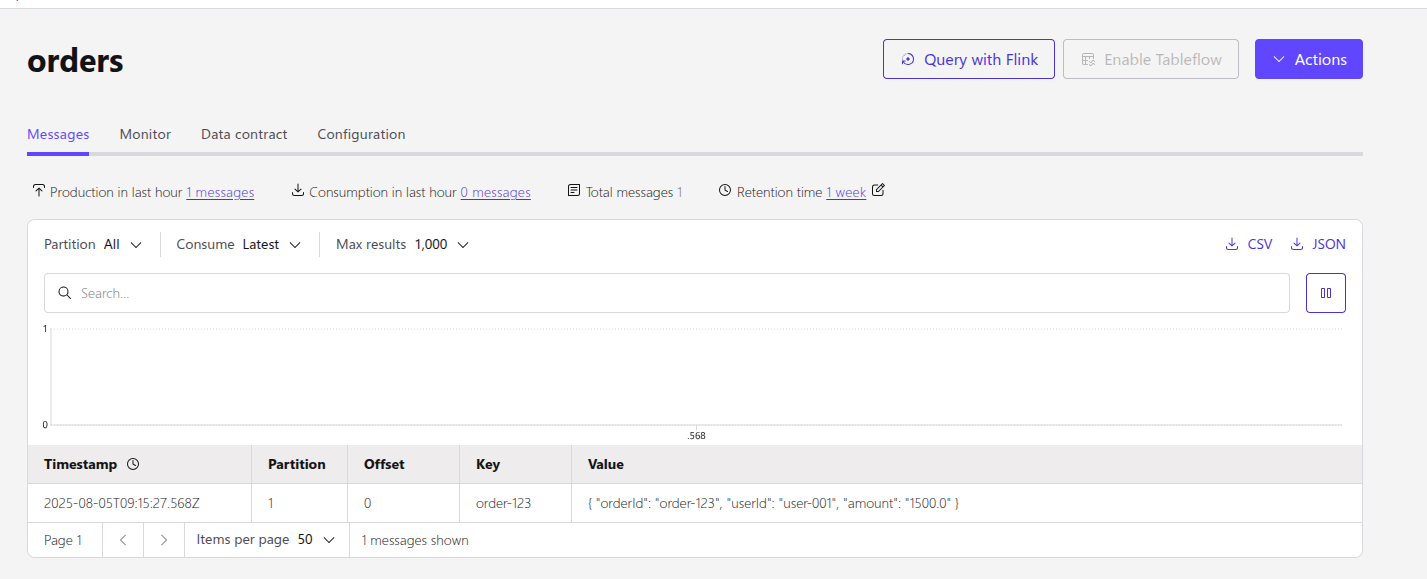 orders
Query with Flink
Enable Tableflow
Actions
Messages Monitor Data contract Configuration
Production in last hour 1 messages Consumption in last hour 0 messages Total messages 1 Retention time 1 week
Partition All Consume Latest Max results 1,000 CSV JSON
Search...
1
0
.568
Timestamp Partition Offset Key Value
2025-08-05T09:15:27.568Z 1 0 order-123 { "orderId": "order-123", "userId": "user-001", "amount": "1500.0" }
Page 1 Items per page 50 1 messages shown